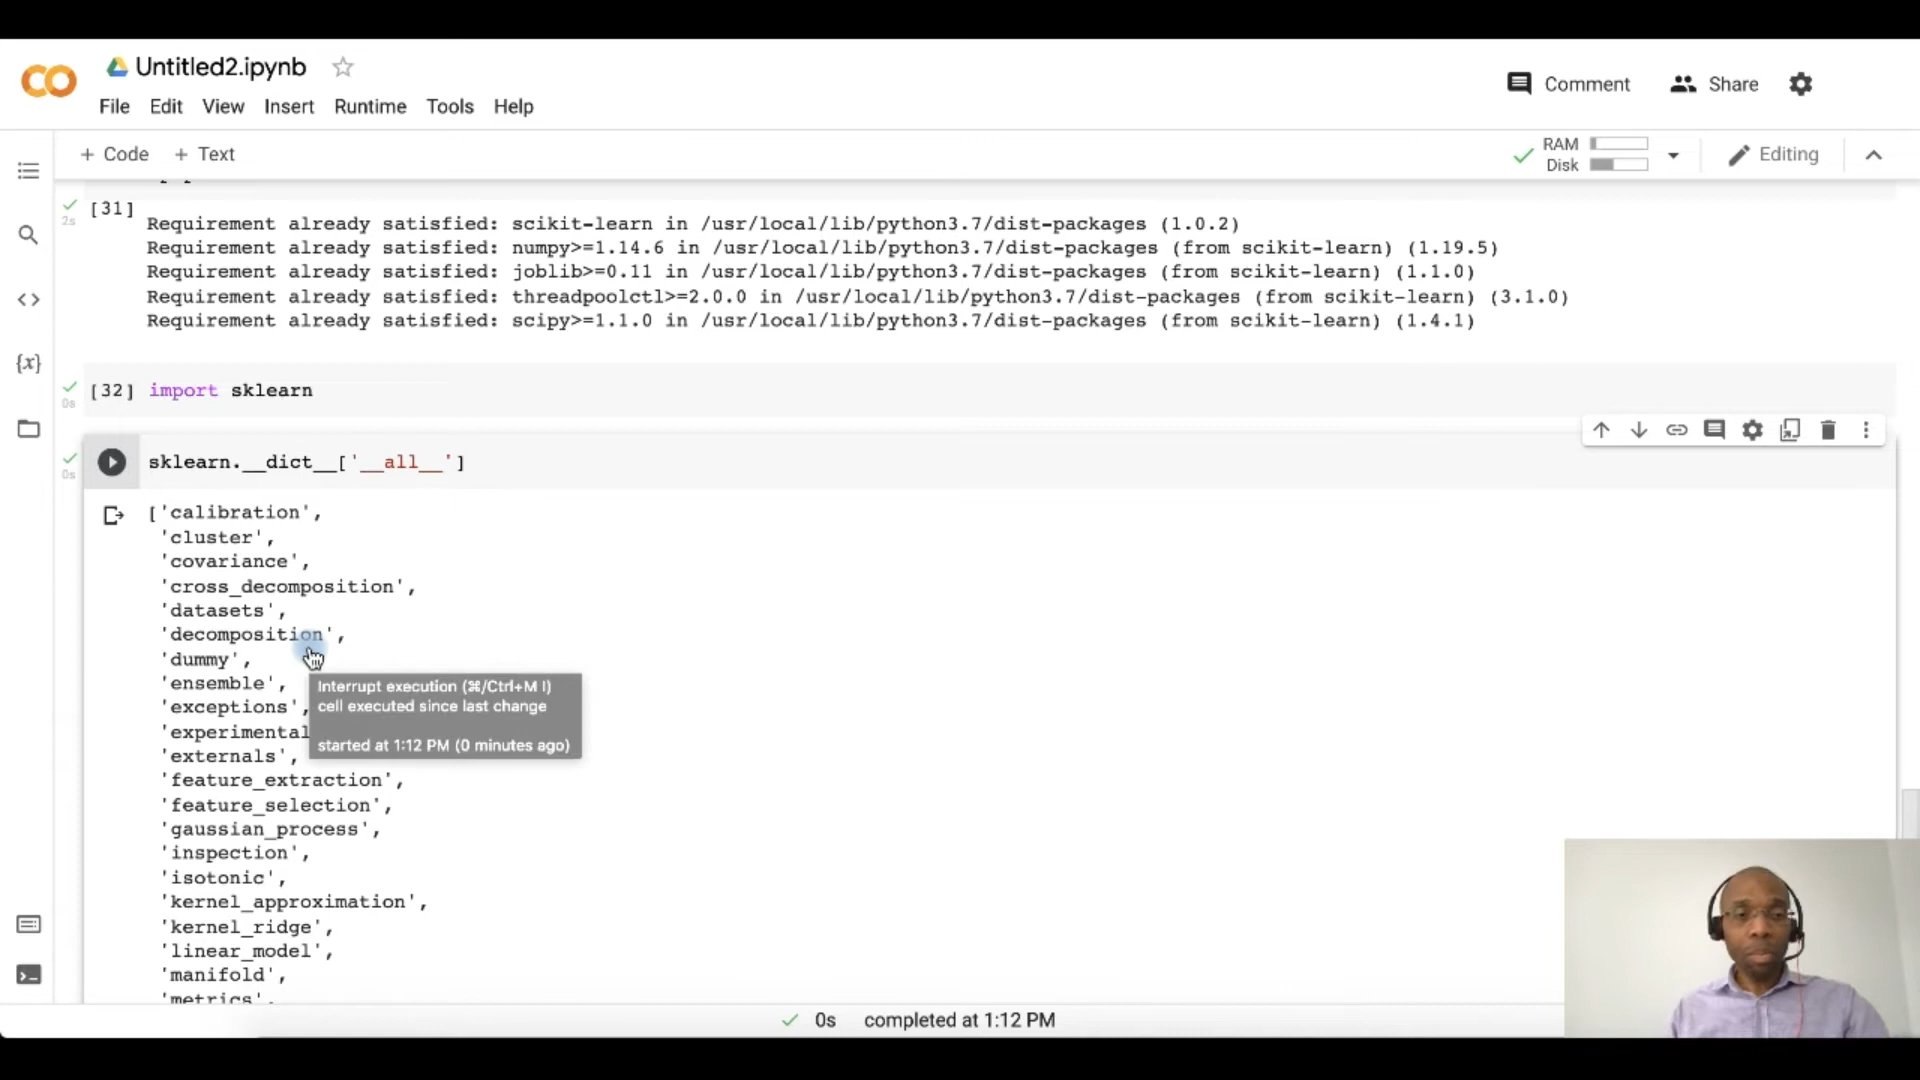 Untitled2.ipynb
File Edit View Insert Runtime Tools Help
Comment Share
+ Code + Text
RAM
Disk
Editing
[31]
2s
Requirement already satisfied: scikit-learn in /usr/local/lib/python3.7/dist-packages (1.0.2)
Requirement already satisfied: numpy>=1.14.6 in /usr/local/lib/python3.7/dist-packages (from scikit-learn) (1.19.5)
Requirement already satisfied: joblib>=0.11 in /usr/local/lib/python3.7/dist-packages (from scikit-learn) (1.1.0)
Requirement already satisfied: threadpoolctl>=2.0.0 in /usr/local/lib/python3.7/dist-packages (from scikit-learn) (3.1.0)
Requirement already satisfied: scipy>=1.1.0 in /usr/local/lib/python3.7/dist-packages (from scikit-learn) (1.4.1)
[32] import sklearn
0s
sklearn.__dict__['__all__']
0s
['calibration',
'cluster',
'covariance',
'cross_decomposition',
'datasets',
'decomposition',
'dummy',
'ensemble',
'exceptions',
'experimental
'externals',
'feature_extraction',
'feature_selection',
'gaussian_process',
'inspection',
'isotonic',
'kernel_approximation',
'kernel_ridge',
'linear_model',
'manifold',
'metrics',
Interrupt execution (⌘/Ctrl+M I)
cell executed since last change
started at 1:12 PM (0 minutes ago)
0s completed at 1:12 PM